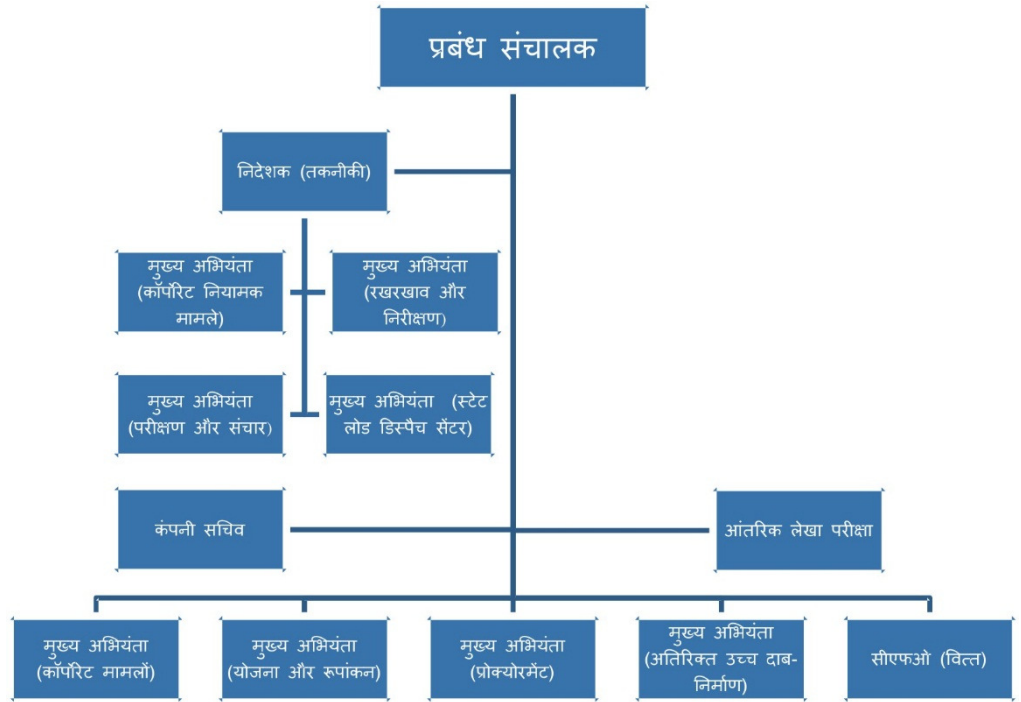 प्रबंध संचालक
निदेशक (तकनीकी)
मुख्य अभियंता
(कॉर्पोरेट नियामक
मामले)
मुख्य अभियंता
(रखरखाव और
निरीक्षण)
मुख्य अभियंता
(परीक्षण और संचार)
मुख्य अभियंता (स्टेट
लोड डिस्पैच सेंटर)
कंपनी सचिव
आंतरिक लेखा परीक्षा
मुख्य अभियंता
(कॉर्पोरेट मामलों)
मुख्य अभियंता
(योजना और रूपांकन)
मुख्य अभियंता
(प्रोक्योरमेंट)
मुख्य अभियंता
(अतिरिक्त उच्च दाब-
निर्माण)
सीएफओ (वित्त)